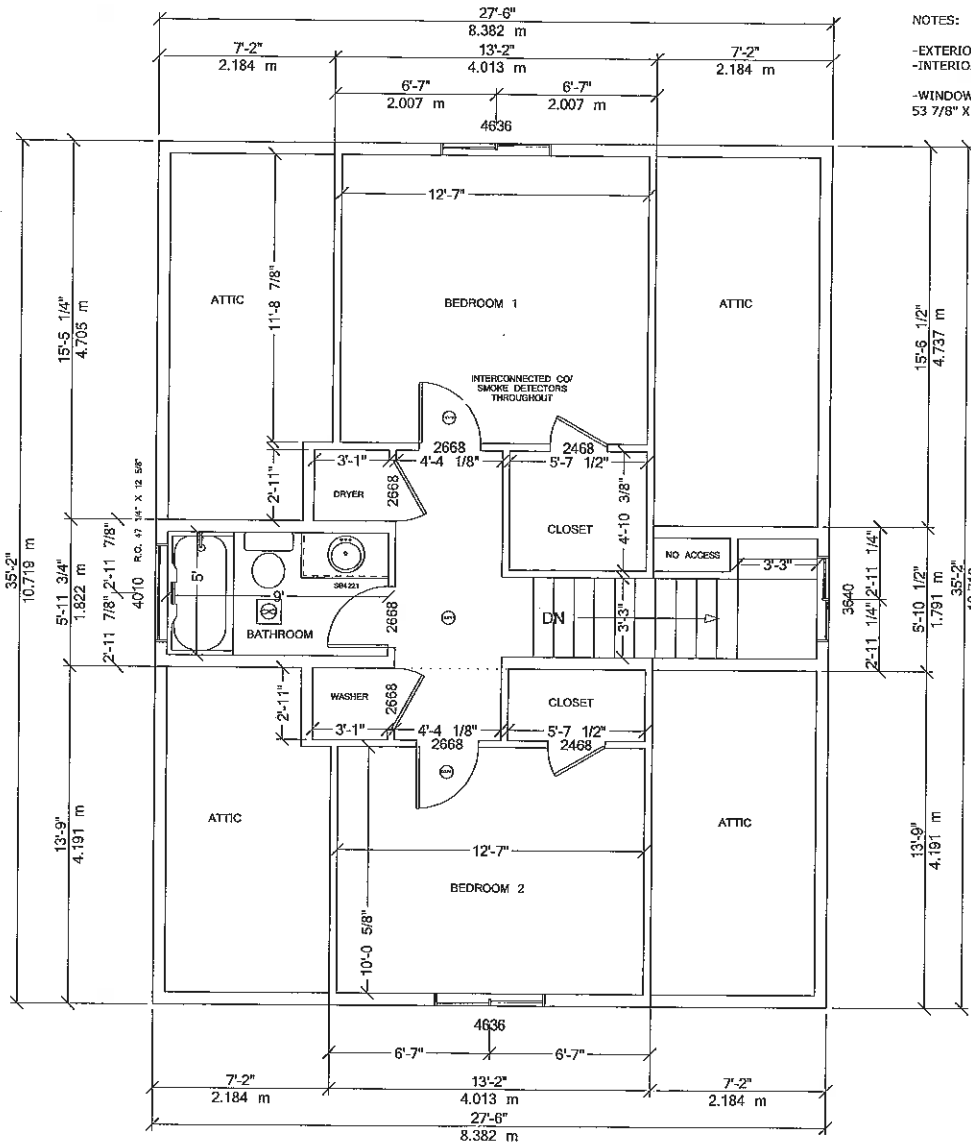 27'-6"
8.382 m
NOTES:
7'-2"
2.184 m
13'-2"
4.013 m
7'-2"
2.184 m
-EXTERIO
-INTERIO
6'-7"
2.007 m
6'-7"
2.007 m
-WINDOW
53 7/8" X
4636
12'-7"
ATTIC
11'-8 7/8"
BEDROOM 1
ATTIC
15'-5 1/4"
4.705 m
15'-6 1/2"
4.737 m
INTERCONNECTED CO/
SMOKE DETECTORS
THROUGHOUT
2668
2468
3'-1"
4'-4 1/8"
5'-7 1/2"
2'-11"
DRYER
2668
4'-10 3/8"
CLOSET
R.O. 47 1/4" X 12 5/8"
NO ACCESS
3'-3"
35'-2"
10.719 m
5'-11 3/4"
1.822 m
2'-11 7/8"
2'-11 7/8"
4010
5'
9'
SB4221
BATHROOM
2668
DN
3'-3"
3640
2'-11 1/4"
2'-11 1/4"
5'-10 1/2"
1.791 m
35'-2"
2'-11"
WASHER
2668
CLOSET
3'-1"
4'-4 1/8"
5'-7 1/2"
2668
2468
ATTIC
ATTIC
13'-9"
4.191 m
13'-9"
4.191 m
12'-7"
BEDROOM 2
10'-0 5/8"
4636
6'-7"
6'-7"
7'-2"
2.184 m
13'-2"
4.013 m
7'-2"
2.184 m
27'-6"
8.382 m